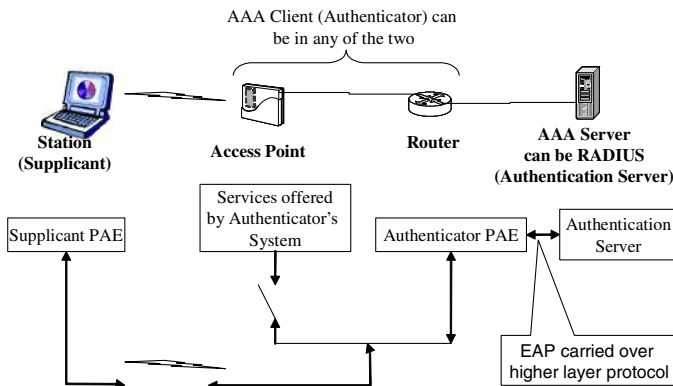 AAA Client (Authenticator) can
be in any of the two
Station
(Supplicant)
Access Point
Router
AAA Server
can be RADIUS
(Authentication Server)
Supplicant PAE
Services offered
by Authenticator's
System
Authenticator PAE
Authentication
Server
EAP carried over
higher layer protocol